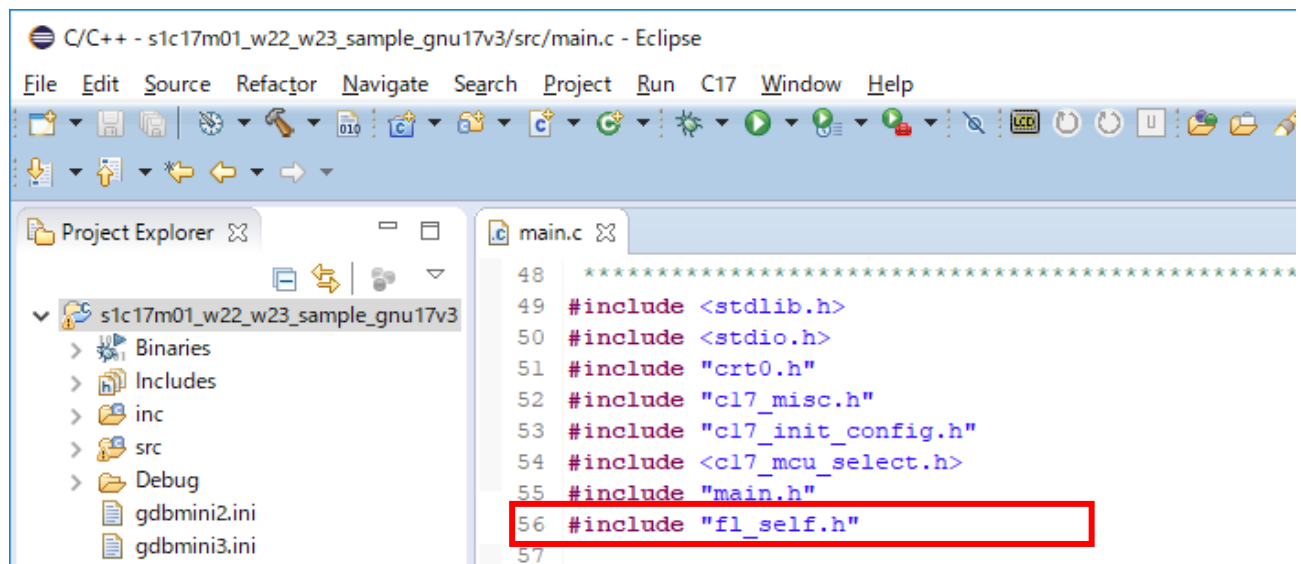 C/C++ - s1c17m01_w22_w23_sample_gnu17v3/src/main.c - Eclipse
File Edit Source Refactor Navigate Search Project Run C17 Window Help
010 C C C LCD U
Project Explorer
s1c17m01_w22_w23_sample_gnu17v3
Binaries
Includes
inc
src
Debug
gdbmini2.ini
gdbmini3.ini
.c main.c
48 *************************************************
49 #include <stdlib.h>
50 #include <stdio.h>
51 #include "crt0.h"
52 #include "c17_misc.h"
53 #include "c17_init_config.h"
54 #include <c17_mcu_select.h>
55 #include "main.h"
56 #include "fl_self.h"
57